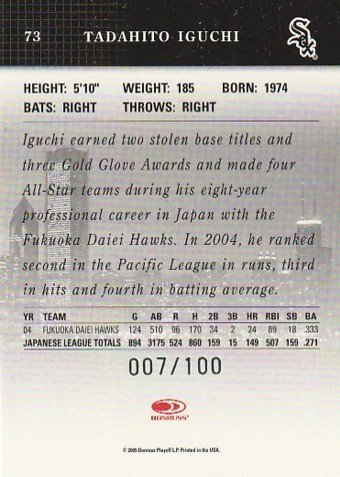 73 TADAHITO IGUCHI Sox
HEIGHT: 5'10" WEIGHT: 185 BORN: 1974
BATS: RIGHT THROWS: RIGHT
Iguchi earned two stolen base titles and
three Gold Glove Awards and made four
All-Star teams during his eight-year
professional career in Japan with the
Fukuoka Daiei Hawks. In 2004, he ranked
second in the Pacific League in runs, third
in hits and fourth in batting average.
YR TEAM G AB R H 2B 3B HR RBI SB BA
04 FUKUOKA DAIEI HAWKS 124 510 96 170 34 2 24 89 18 .333
JAPANESE LEAGUE TOTALS 894 3175 524 860 159 15 149 507 159 .271
007/100
DONRUSS
© 2005 Donruss Playoff L.P. Printed in the USA.